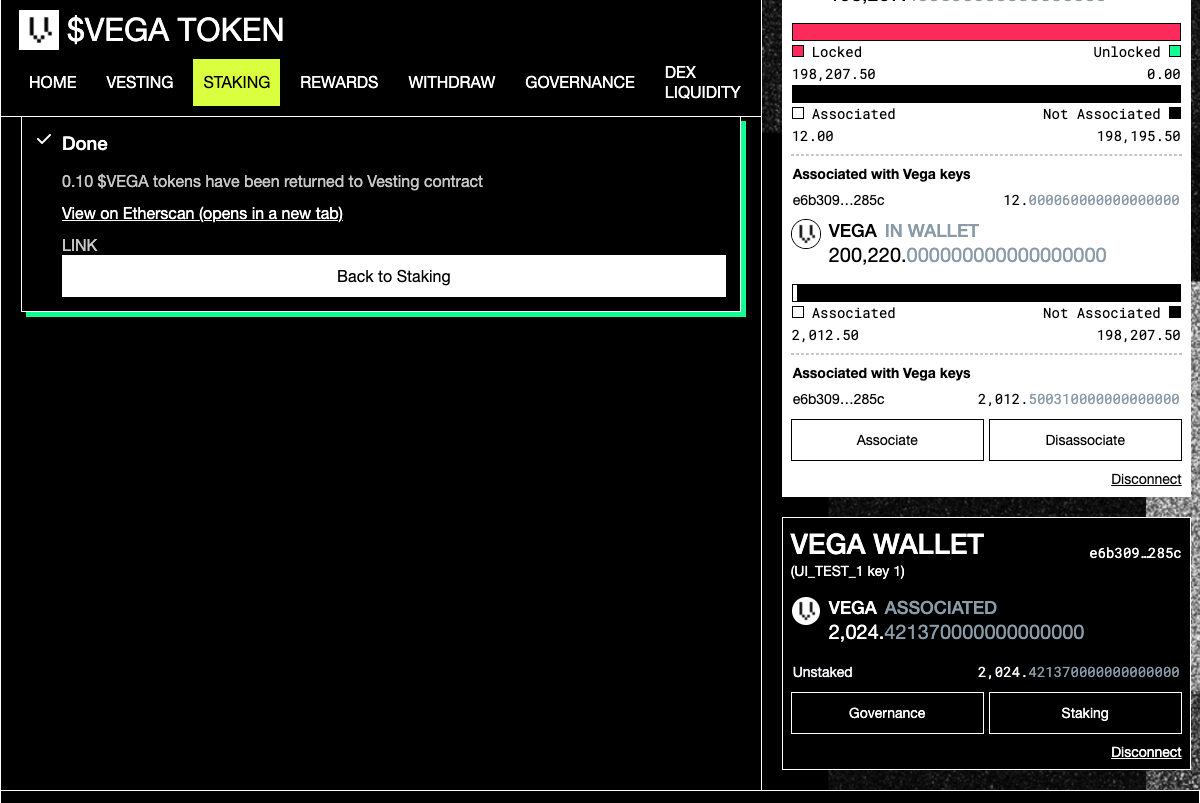 $VEGA TOKEN
HOME VESTING STAKING REWARDS WITHDRAW GOVERNANCE DEX LIQUIDITY
Done
0.10 $VEGA tokens have been returned to Vesting contract
View on Etherscan (opens in a new tab)
LINK
Back to Staking
Locked Unlocked
198,207.50 0.00
Associated Not Associated
12.00 198,195.50
Associated with Vega keys
e6b309…285c 12.000060000000000000
VEGA IN WALLET
200,220.000000000000000000
Associated Not Associated
2,012.50 198,207.50
Associated with Vega keys
e6b309…285c 2,012.500310000000000000
Associate Disassociate
Disconnect
VEGA WALLET e6b309…285c
(UI_TEST_1 key 1)
VEGA ASSOCIATED
2,024.421370000000000000
Unstaked 2,024.421370000000000000
Governance Staking
Disconnect